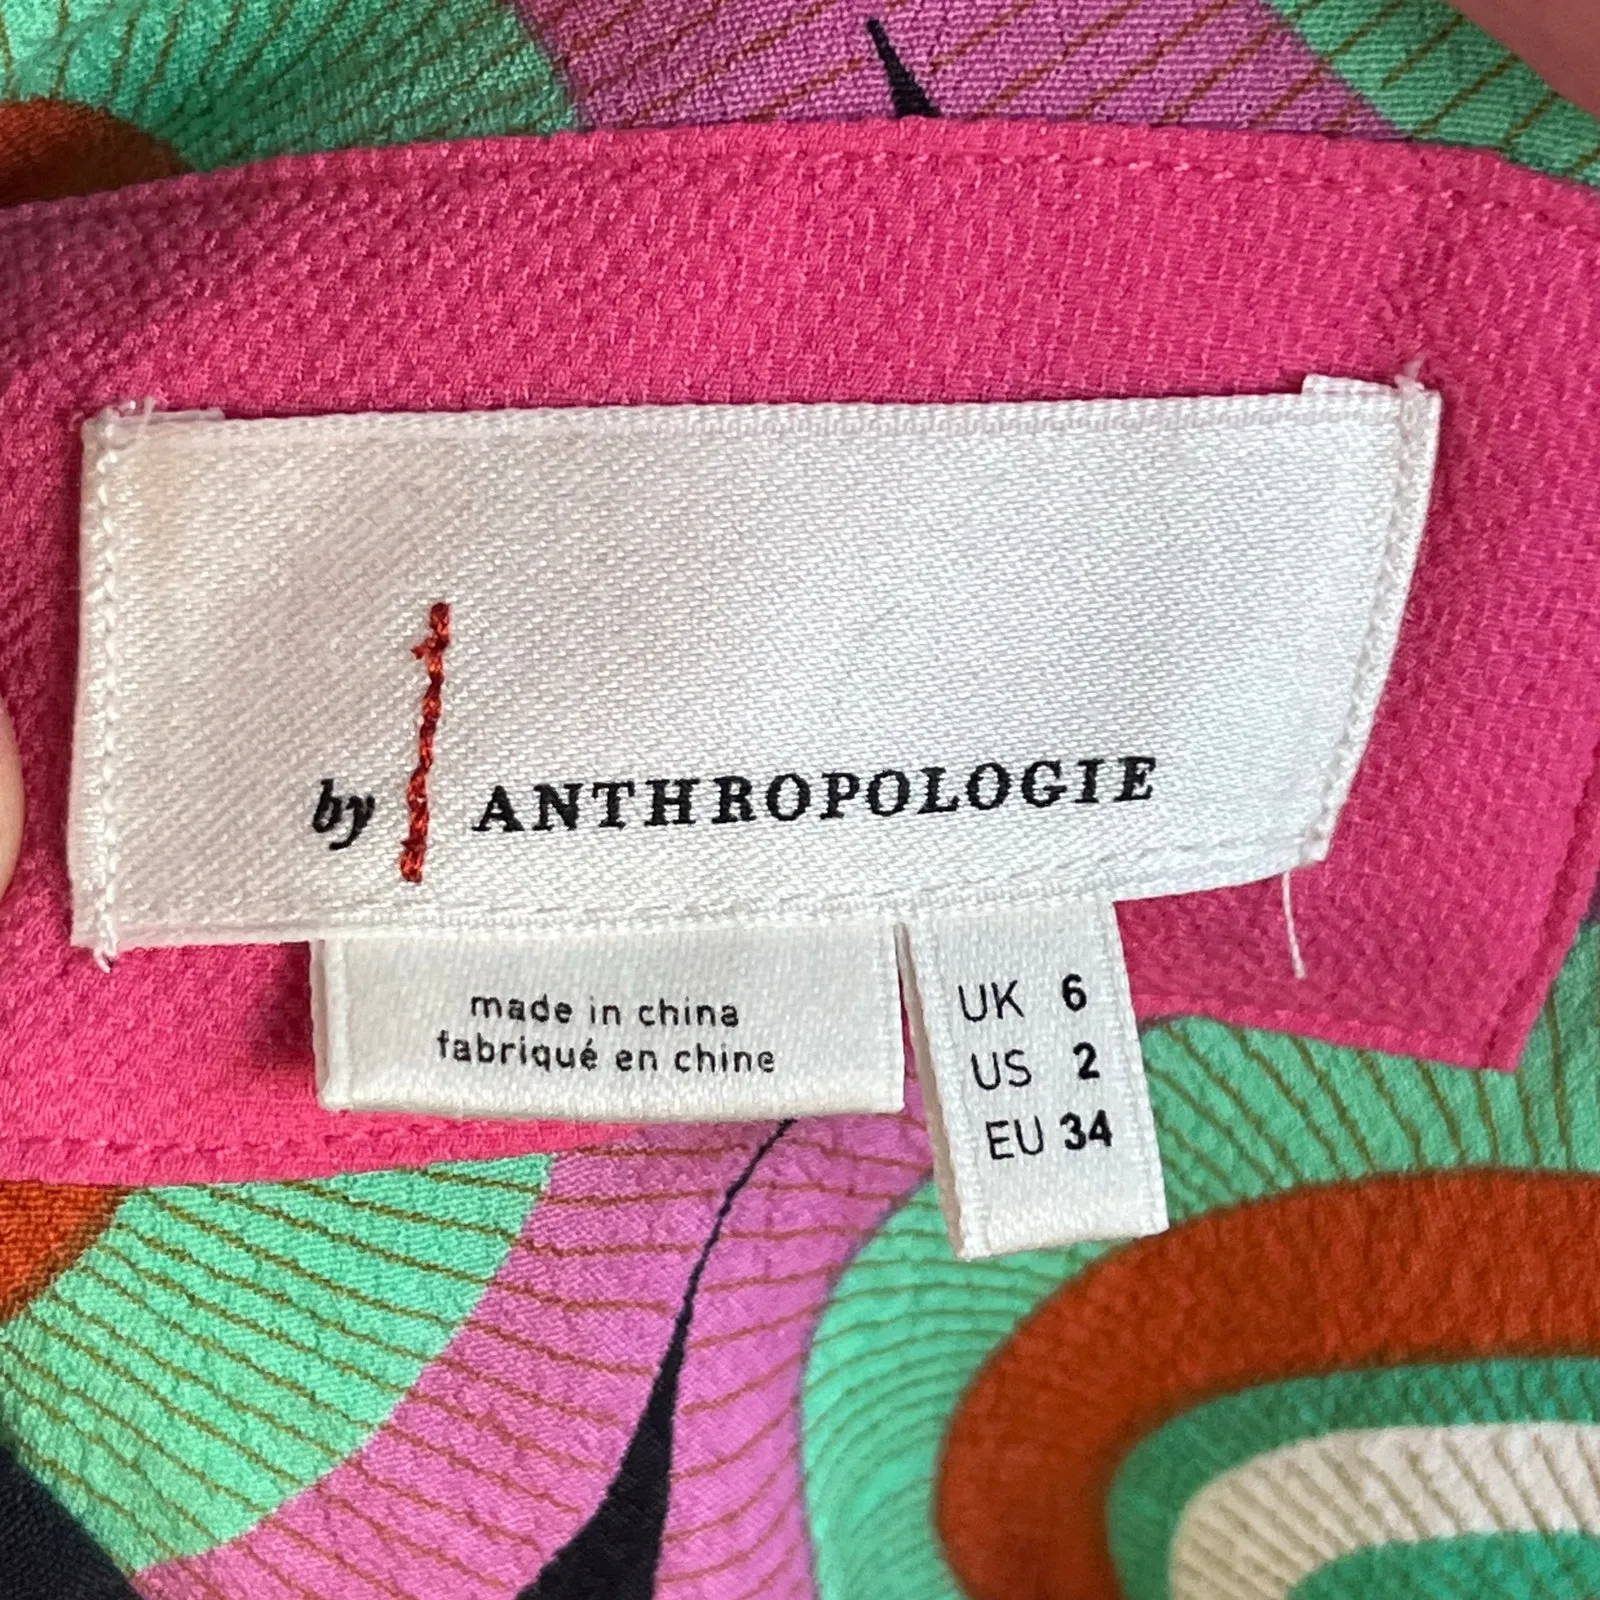 by ANTHROPOLOGIE
made in china
fabriqué en chine
UK 6
US 2
EU 34